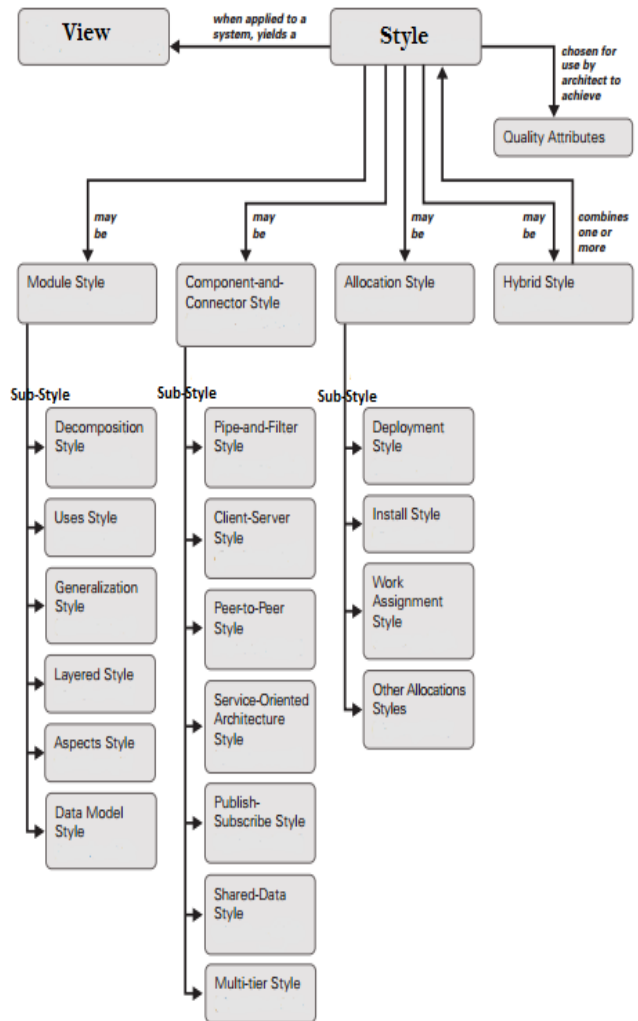 View
when applied to a
system, yields a
Style
chosen for
use by
architect to
achieve
Quality Attributes
may
be
may
be
may
be
may
be
combines
one or
more
Module Style
Component-and-
Connector Style
Allocation Style
Hybrid Style
Sub-Style
Decomposition
Style
Uses Style
Generalization
Style
Layered Style
Aspects Style
Data Model
Style
Sub-Style
Pipe-and-Filter
Style
Client-Server
Style
Peer-to-Peer
Style
Service-Oriented
Architecture
Style
Publish-
Subscribe Style
Shared-Data
Style
Multi-tier Style
Sub-Style
Deployment
Style
Install Style
Work
Assignment
Style
Other Allocations
Styles